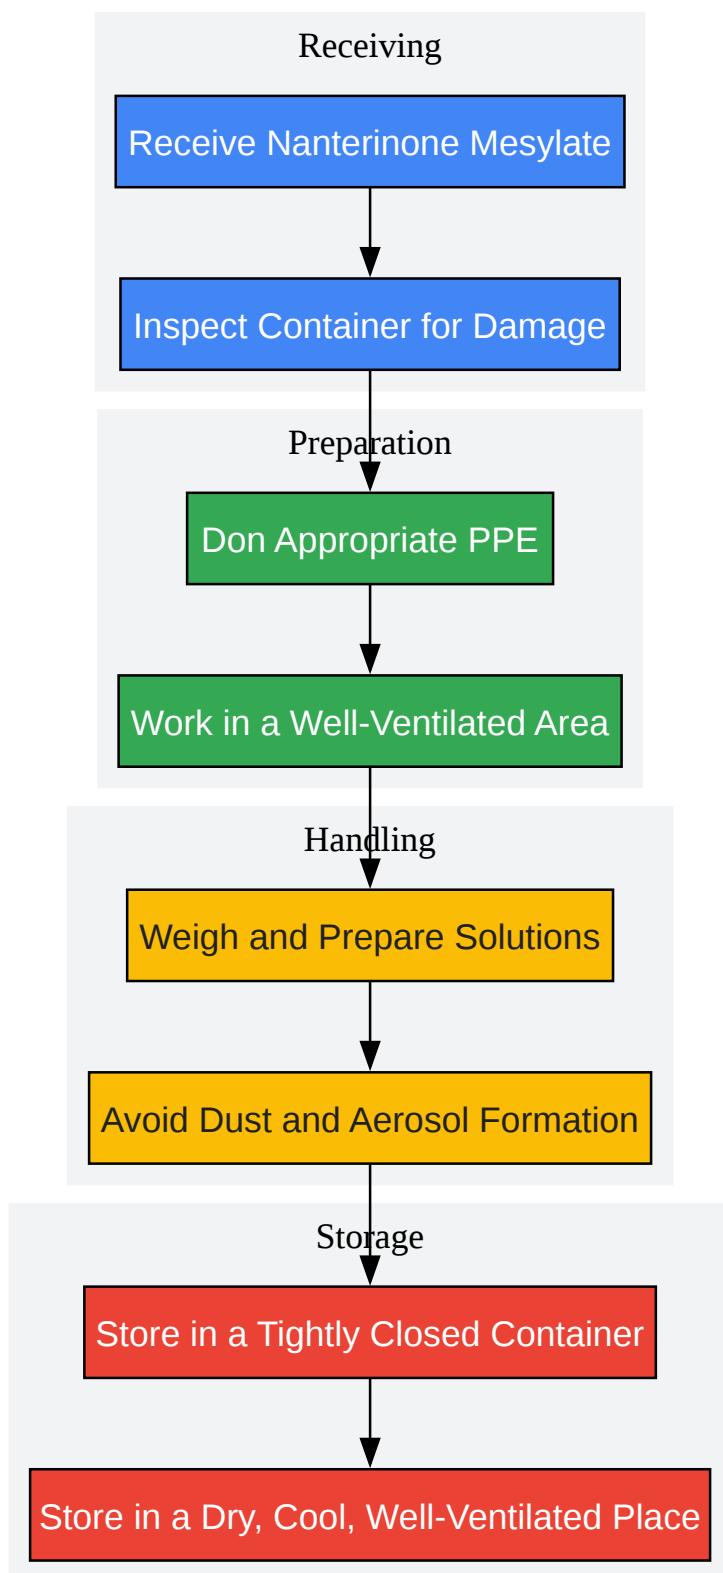 Receiving
Receive Nanterinone Mesylate
Inspect Container for Damage
Preparation
Don Appropriate PPE
Work in a Well-Ventilated Area
Handling
Weigh and Prepare Solutions
Avoid Dust and Aerosol Formation
Storage
Store in a Tightly Closed Container
Store in a Dry, Cool, Well-Ventilated Place